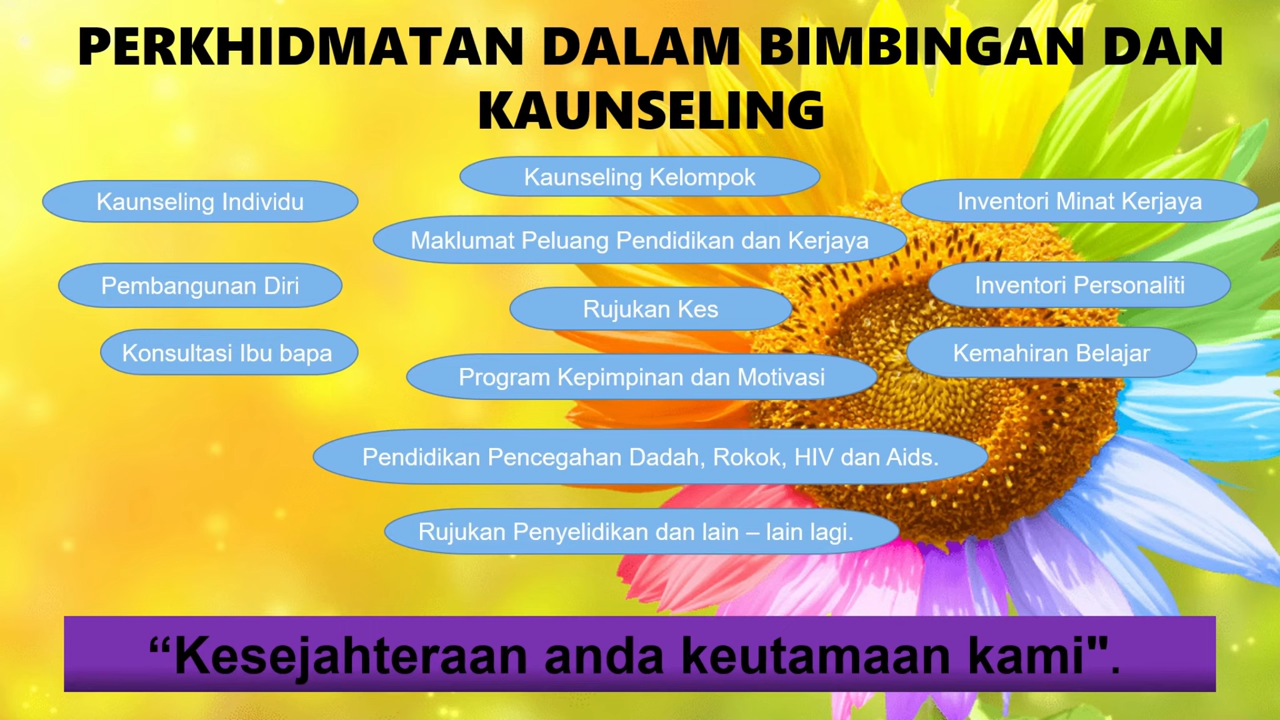 PERKHIDMATAN DALAM BIMBINGAN DAN
KAUNSELING
Kaunseling Individu
Pembangunan Diri
Konsultasi Ibu bapa
Kaunseling Kelompok
Maklumat Peluang Pendidikan dan Kerjaya
Rujukan Kes
Program Kepimpinan dan Motivasi
Inventori Minat Kerjaya
Inventori Personaliti
Kemahiran Belajar
Pendidikan Pencegahan Dadah, Rokok, HIV dan Aids.
Rujukan Penyelidikan dan lain – lain lagi.
“Kesejahteraan anda keutamaan kami".